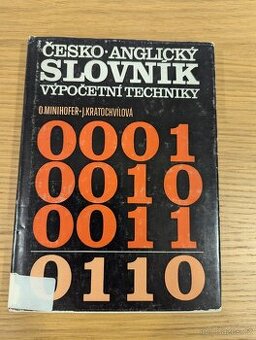 ČESKO-ANGLICKÝ
SLOVNÍK
VÝPOČETNÍ TECHNIKY
O. MINIHOFER-J. KRATOCHVÍLOVÁ
0001
0010
0011
0110